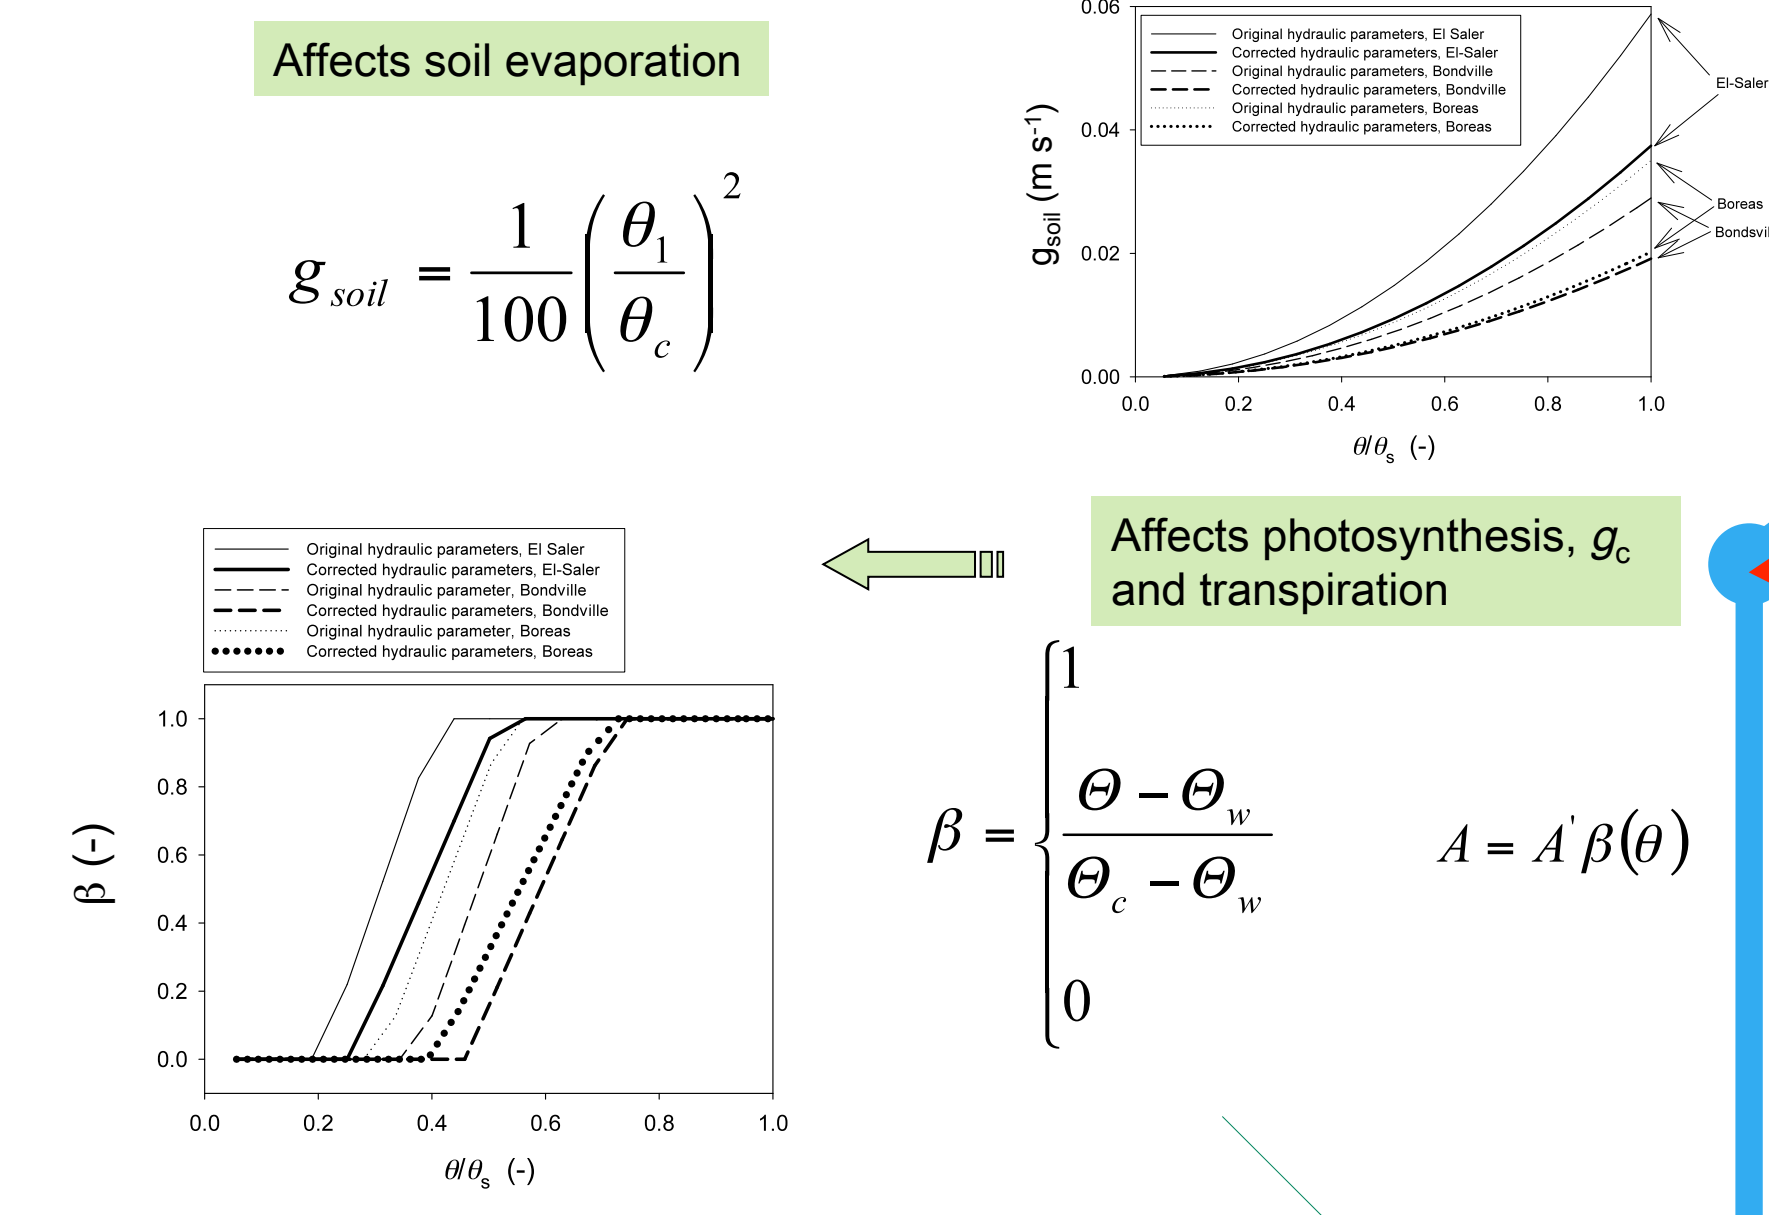 Affects soil evaporation
g_soil = 1/100 (θ_1/θ_c)^2
0.06
0.04
0.02
0.00
g_soil (m s^-1)
Original hydraulic parameters, El Saler
Corrected hydraulic parameters, El-Saler
Original hydraulic parameters, Bondville
Corrected hydraulic parameters, Bondville
Original hydraulic parameters, Boreas
Corrected hydraulic parameters, Boreas
El-Saler
Boreas
Bondsvil
0.0 0.2 0.4 0.6 0.8 1.0
θ/θ_s (-)
Affects photosynthesis, g_c
and transpiration
Original hydraulic parameters, El Saler
Corrected hydraulic parameters, El-Saler
Original hydraulic parameter, Bondville
Corrected hydraulic parameters, Bondville
Original hydraulic parameter, Boreas
Corrected hydraulic parameters, Boreas
1.0
0.8
0.6
0.4
0.2
0.0
β (-)
0.0 0.2 0.4 0.6 0.8 1.0
θ/θ_s (-)
β = { 1
Θ − Θ_w
Θ_c − Θ_w
0
A = A'β(θ)